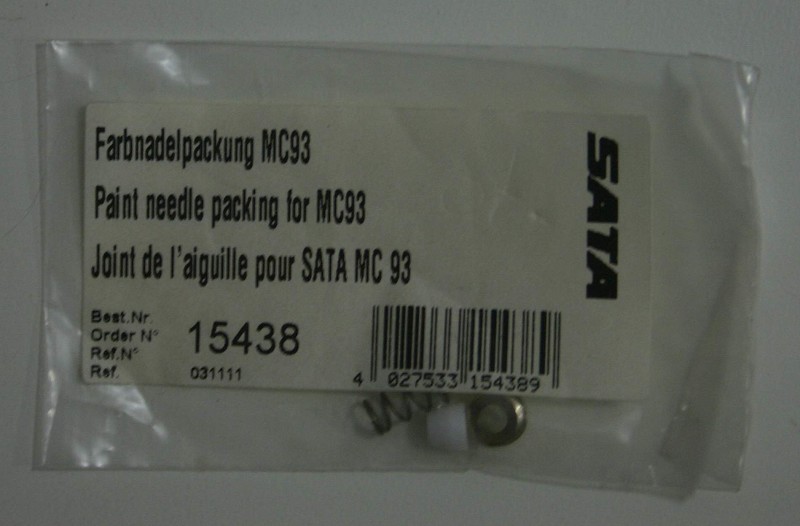 Farbnadelpackung MC93
Paint needle packing for MC93
Joint de l'aiguille pour SATA MC 93
SATA
Best.Nr.
Order N°
Ref.N°
Ref.
15438
031111
4 027533 154389